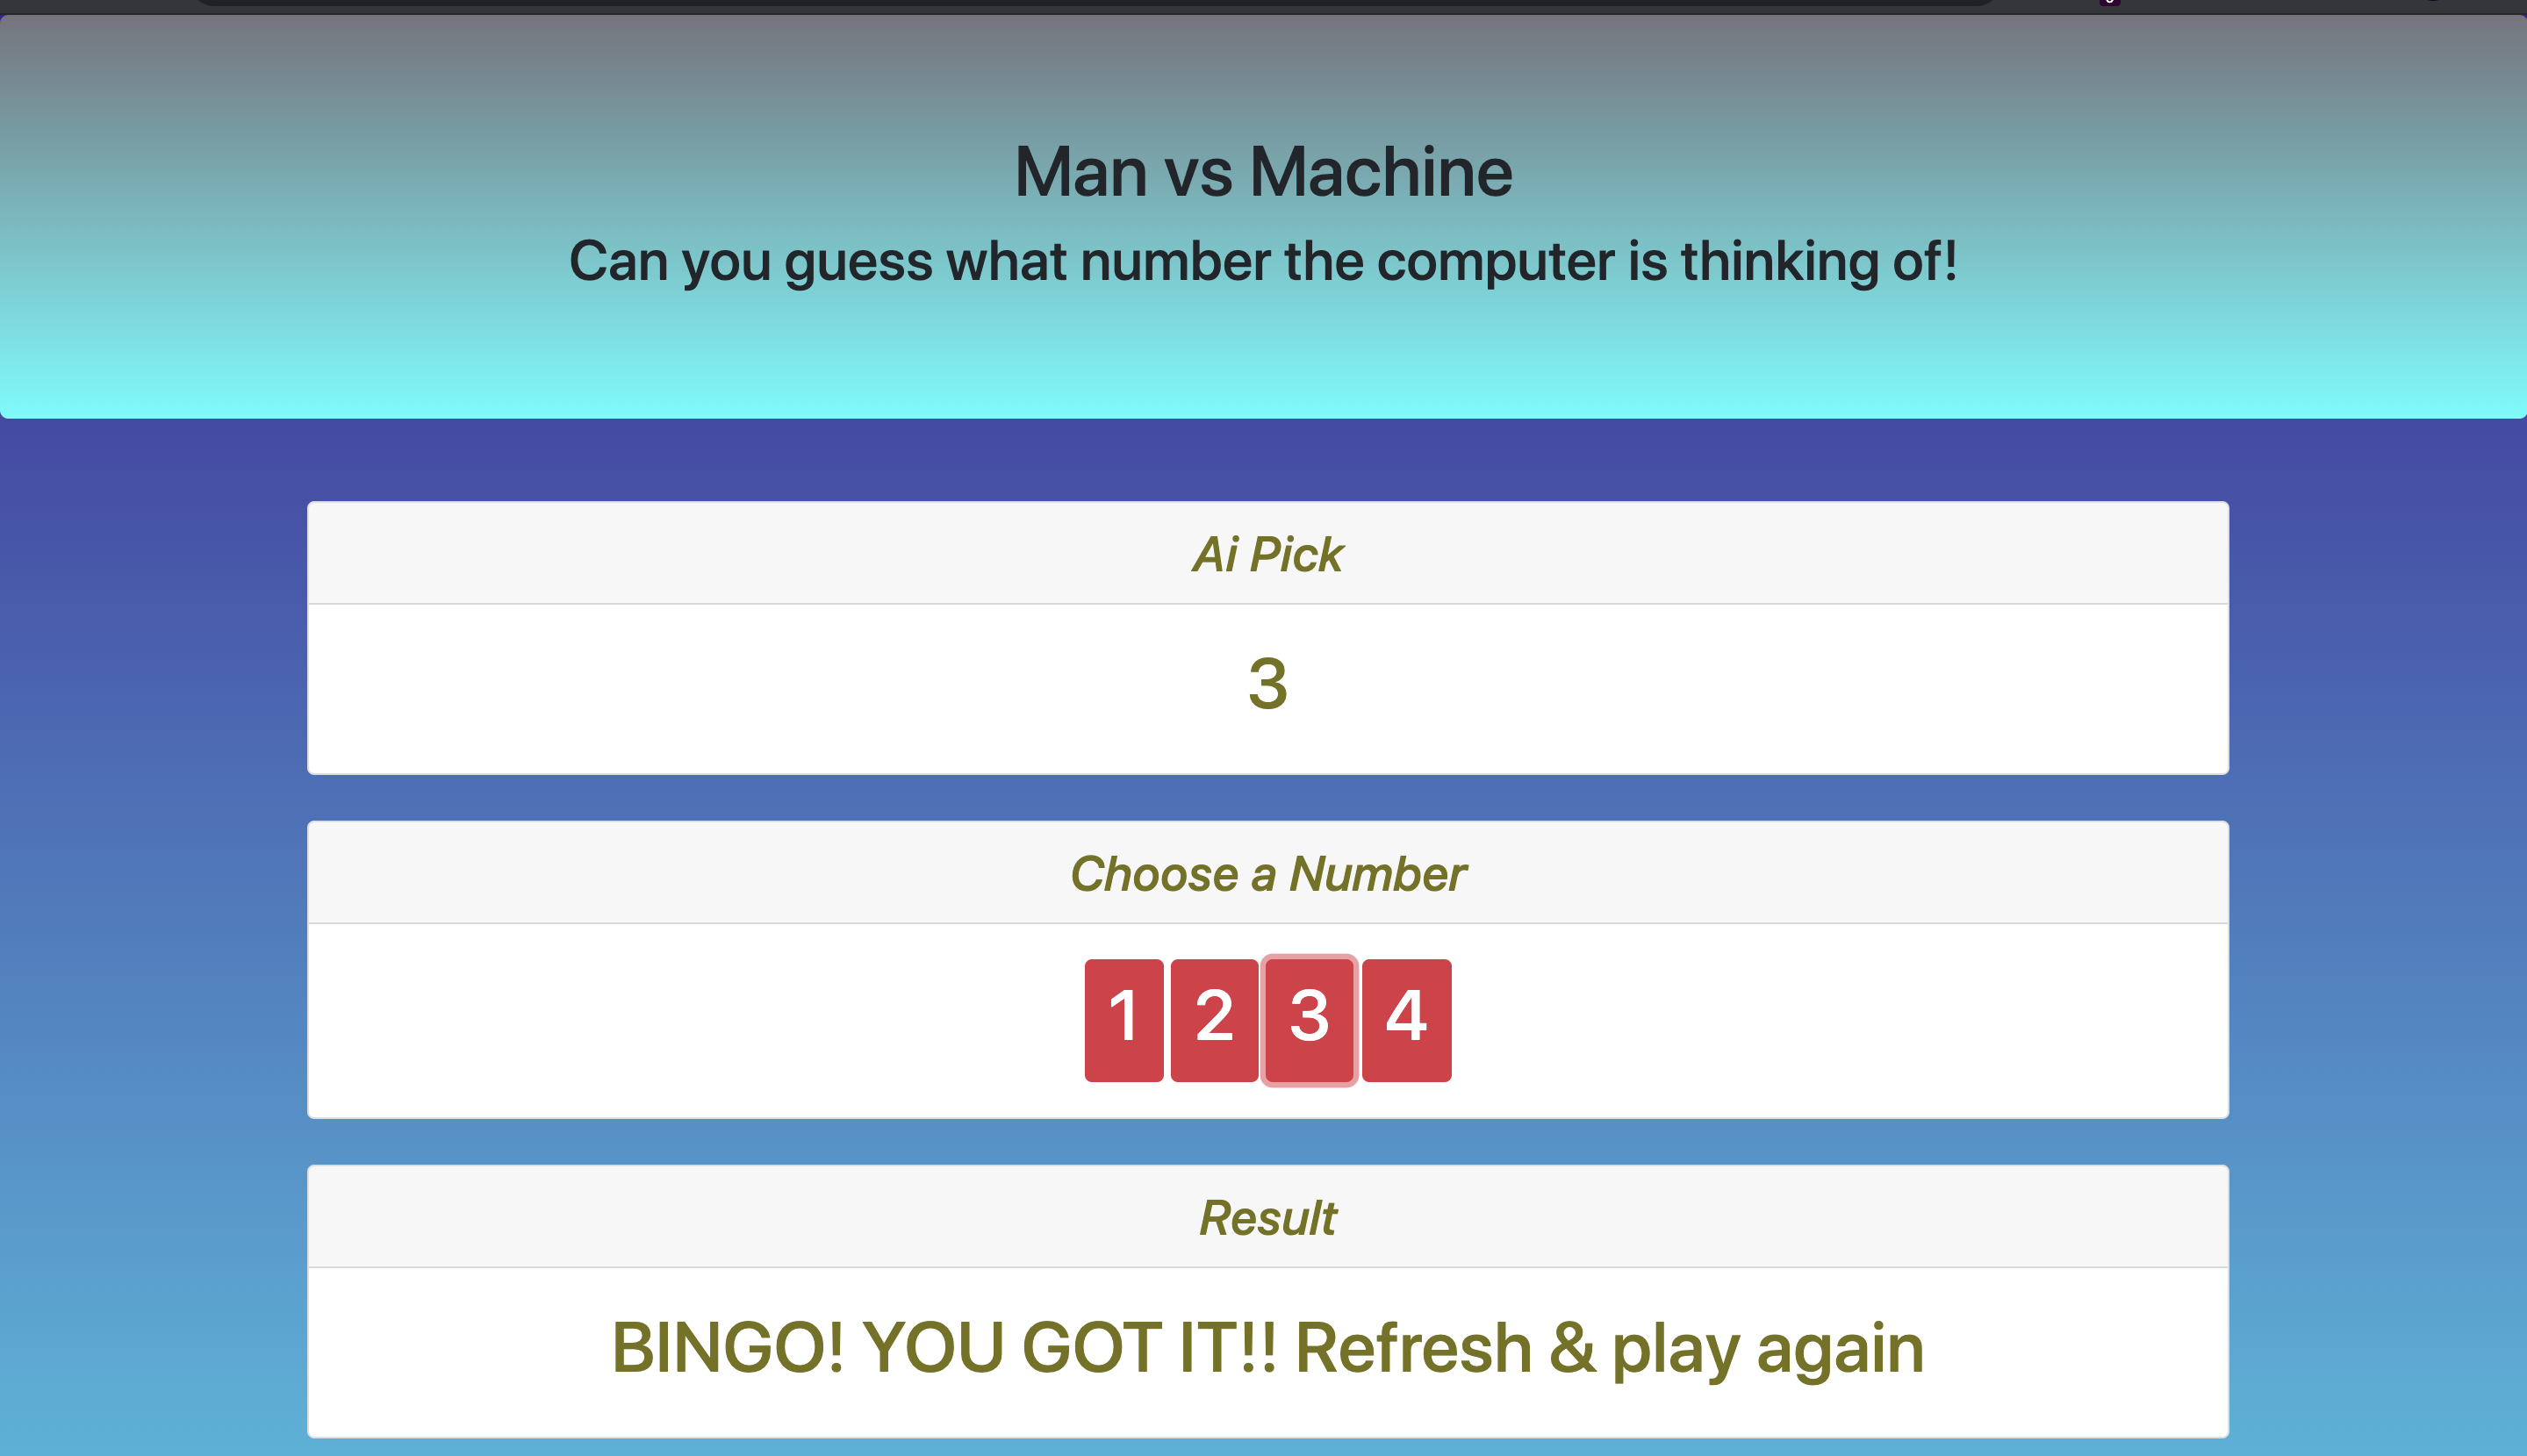 Man vs Machine
Can you guess what number the computer is thinking of!
Ai Pick
3
Choose a Number
1 2 3 4
Result
BINGO! YOU GOT IT!! Refresh & play again